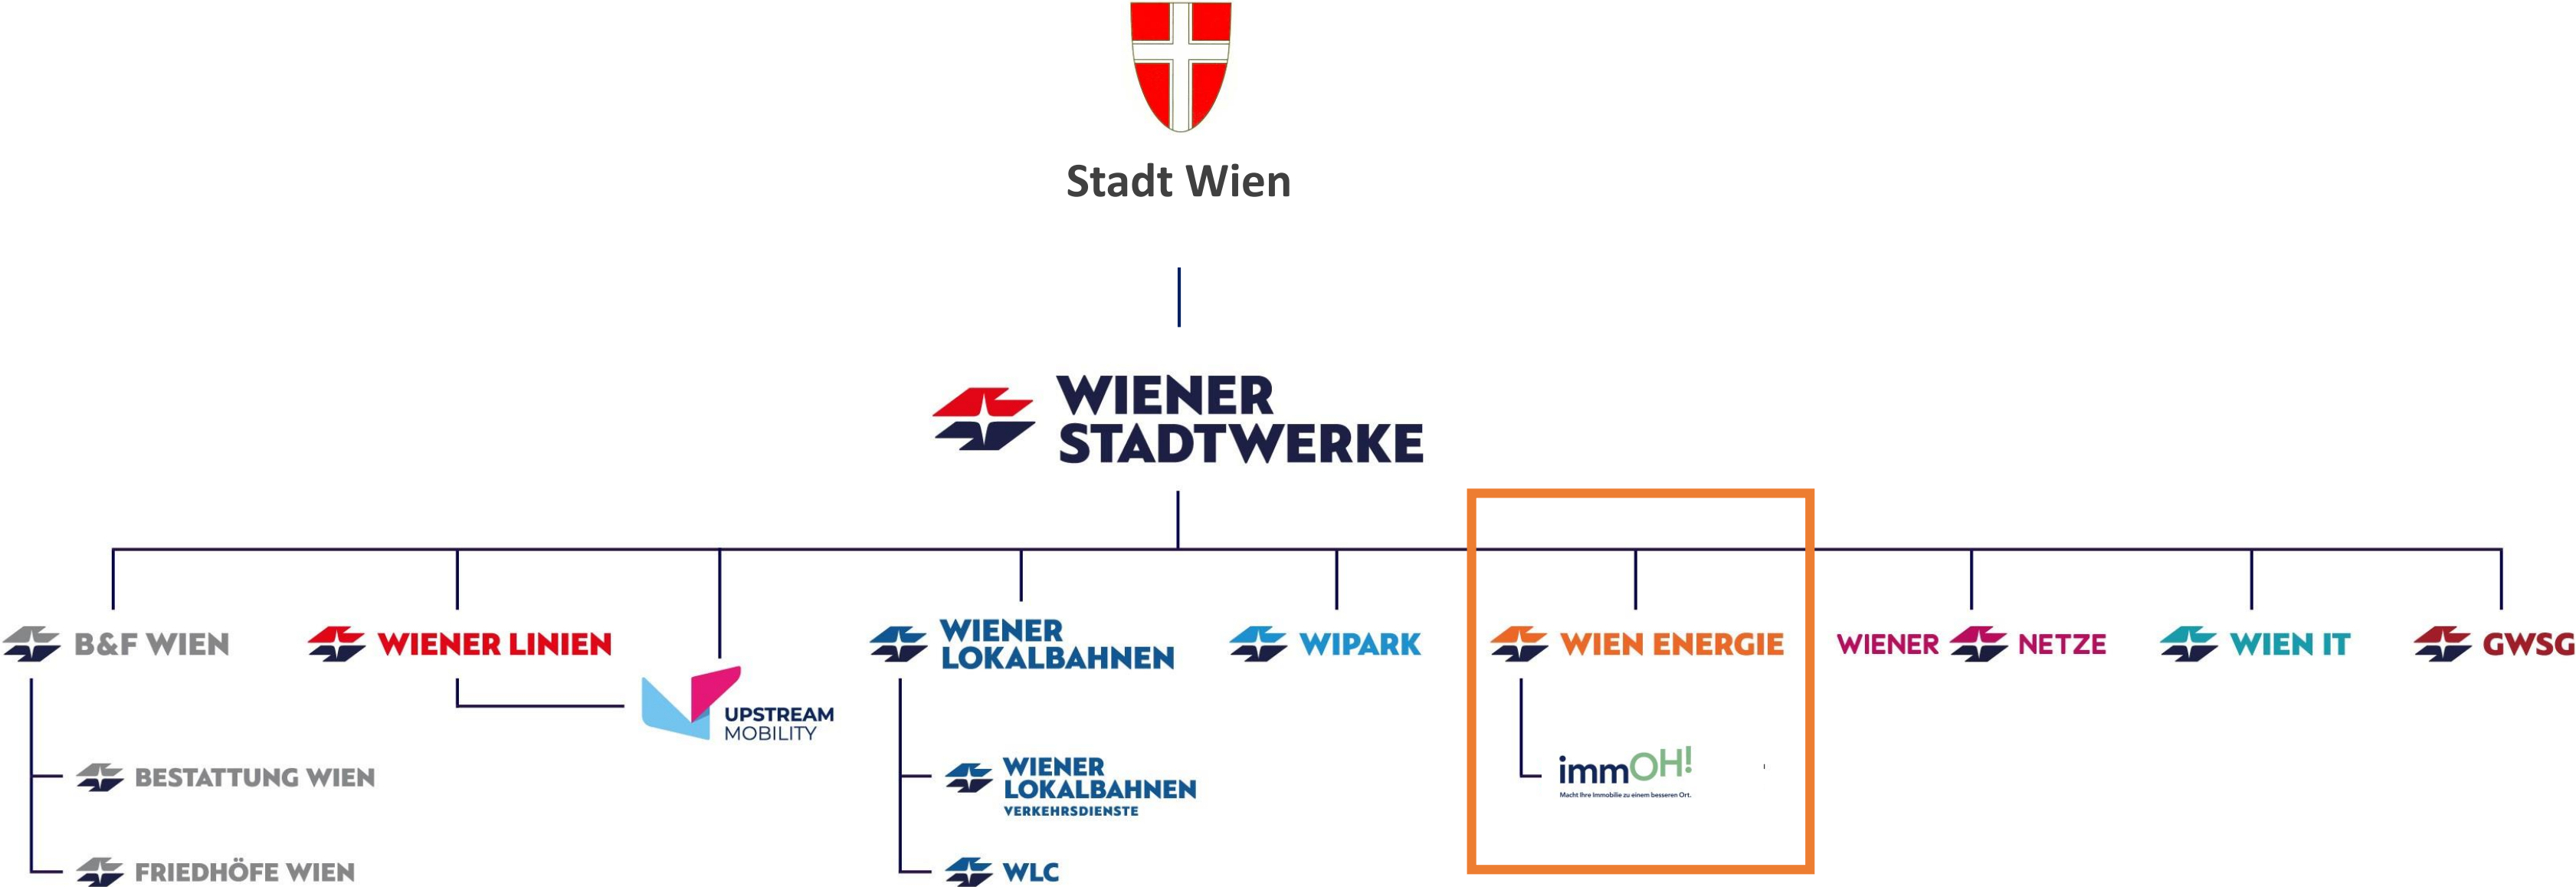 Stadt Wien
WIENER
STADTWERKE
B&F WIEN
WIENER LINIEN
UPSTREAM
MOBILITY
WIENER
LOKALBAHNEN
WIPARK
WIEN ENERGIE
WIENER NETZE
WIEN IT
GWSG
BESTATTUNG WIEN
FRIEDHÖFE WIEN
WIENER
LOKALBAHNEN
VERKEHRSDIENSTE
WLC
immOH!
Macht Ihre Immobilie zu einem besseren Ort.